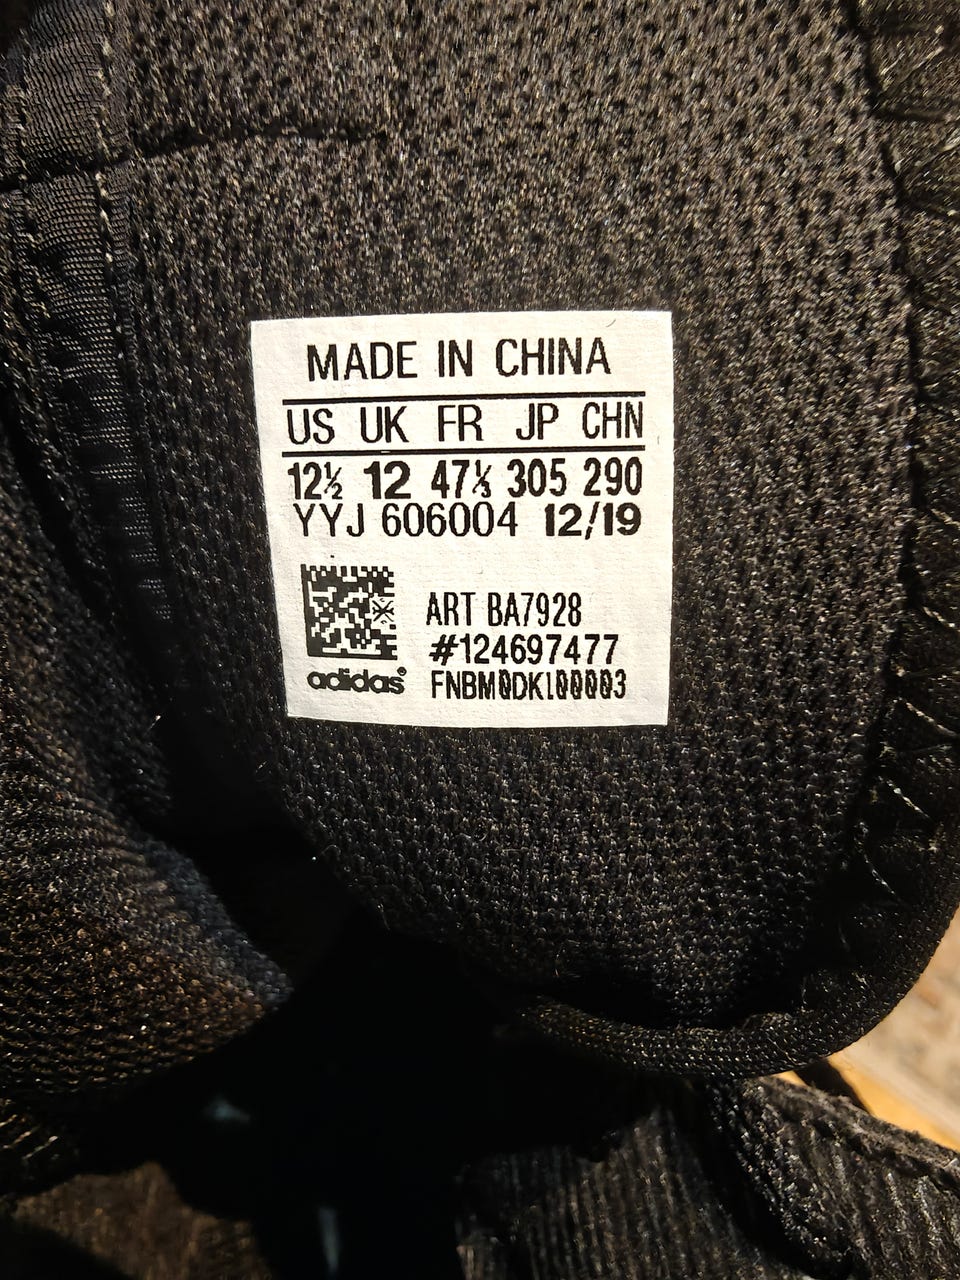 MADE IN CHINA
US UK FR JP CHN
12½ 12 47⅓ 305 290
YYJ 606004 12/19
ART BA7928
#124697477
adidas® FNBM0DKL00003